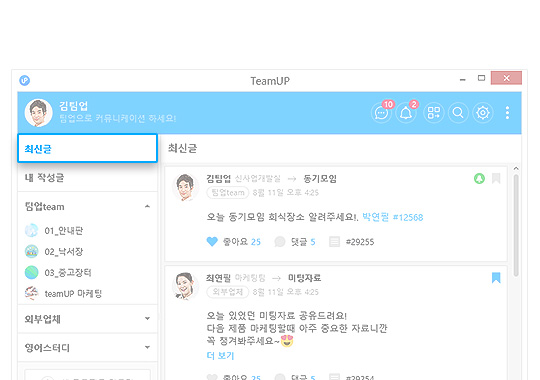 TeamUP
김팀업
팀업으로 커뮤니케이션 하세요!
10
2
최신글
최신글
내 작성글
팀업team
01_안내판
02_낙서장
03_중고장터
teamUP 마케팅
외부업체
영어스터디
김팀업 신사업개발실 → 동기모임
팀업team 8월 11일 오후 4:25
오늘 동기모임 회식장소 알려주세요!. 박연필 #12568
좋아요 25 댓글 5 #29255
최연필 마케팅팀 → 미팅자료
외부업체 8월 11일 오후 4:25
오늘 있었던 미팅자료 공유드려요!
다음 제품 마케팅할때 아주 중요한 자료니깐
꼭 챙겨봐주세요~
더 보기
좋아요 25 댓글 5 #29254